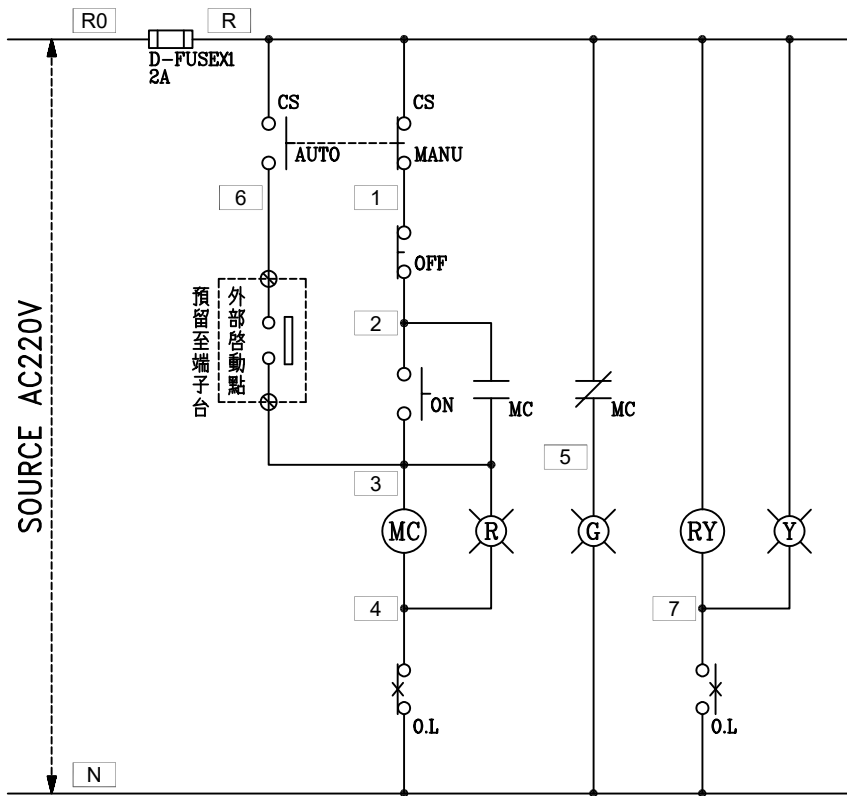 R0
R
D-FUSEX1
2A
CS
CS
AUTO
MANU
6
1
OFF
預留至端子台
外部啓動點
2
ON
MC
MC
SOURCE AC220V
5
3
MC
R
G
RY
Y
4
7
O.L
O.L
N